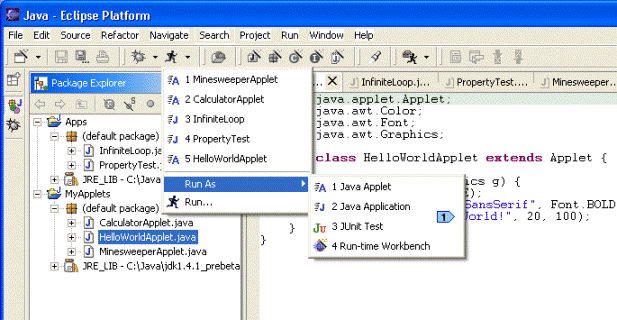 Java - Eclipse Platform
File Edit Source Refactor Navigate Search Project Run Window Help
Package Explorer
Apps
(default package)
InfiniteLoop.
PropertyTest.
JRE_LIB - C:\Java
MyApplets
(default package)
CalculatorApplet.java
HelloWorldApplet.java
MinesweeperApplet.java
JRE_LIB - C:\Java\jdk1.4.1_prebeta
1 MinesweeperApplet
2 CalculatorApplet
3 InfiniteLoop
4 PropertyTest
5 HelloWorldApplet
Run As
Run...
1 Java Applet
2 Java Application
3 JUnit Test
4 Run-time Workbench
1
InfiniteLoop.j... PropertyTest.... Minesweeper...
java.applet.Applet;
java.awt.Color;
java.awt.Font;
java.awt.Graphics;
class HelloWorldApplet extends Applet {
cs g) {
SansSerif", Font.BOLD
World!", 20, 100);
}
}